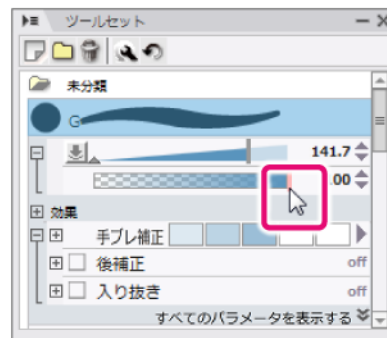 ツールセット
未分類
G
141.7
00
効果
手ブレ補正
後補正 off
入り抜き off
すべてのパラメータを表示する